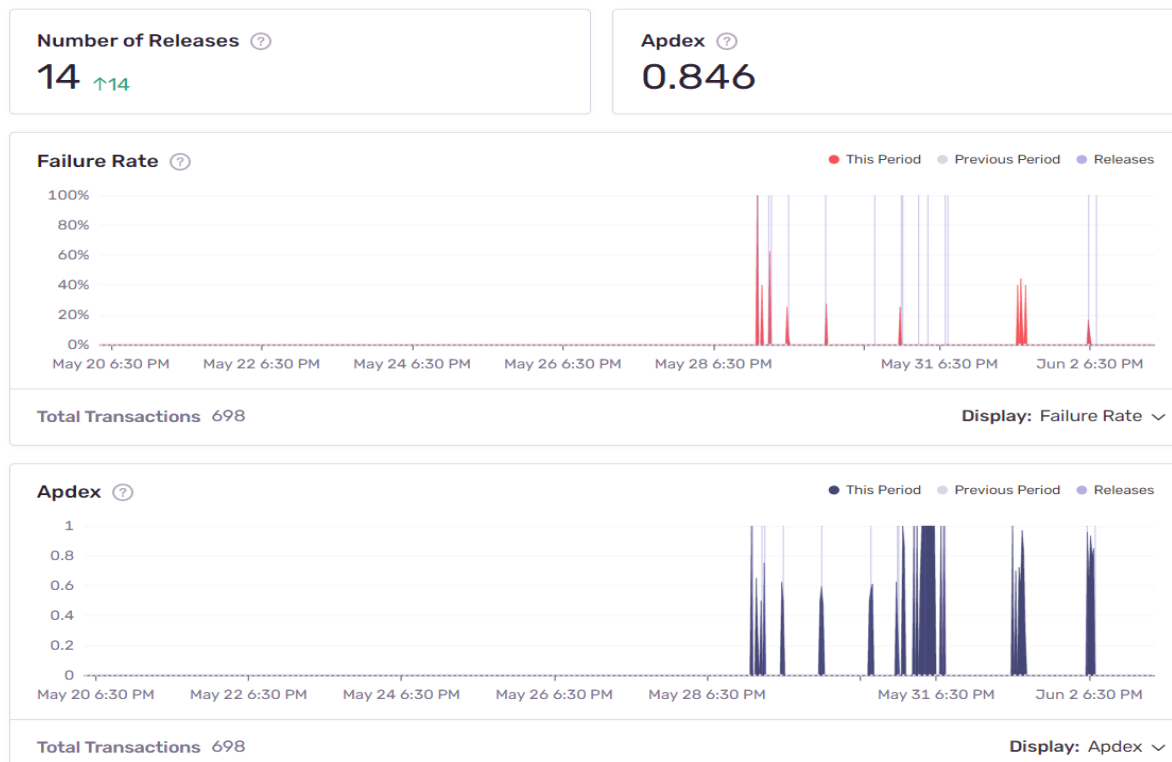 Number of Releases ?
14 ↑14
Apdex ?
0.846
Failure Rate ?
This Period Previous Period Releases
100%
80%
60%
40%
20%
0%
May 20 6:30 PM May 22 6:30 PM May 24 6:30 PM May 26 6:30 PM May 28 6:30 PM May 31 6:30 PM Jun 2 6:30 PM
Total Transactions 698 Display: Failure Rate
Apdex ?
This Period Previous Period Releases
1
0.8
0.6
0.4
0.2
0
May 20 6:30 PM May 22 6:30 PM May 24 6:30 PM May 26 6:30 PM May 28 6:30 PM May 31 6:30 PM Jun 2 6:30 PM
Total Transactions 698 Display: Apdex